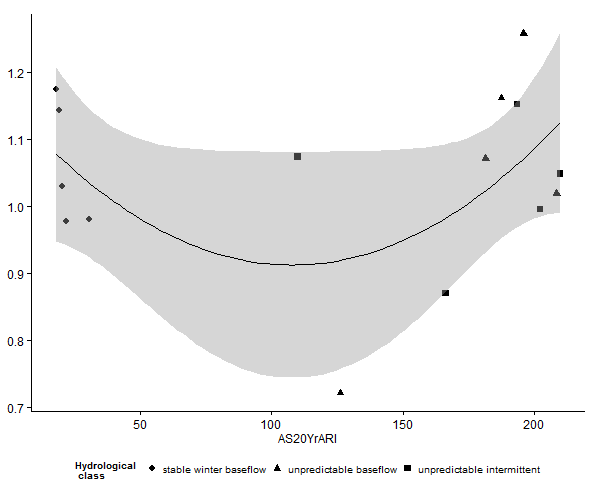 1.2
1.1
1.0
0.9
0.8
0.7
50 100 150 200
AS20YrARI
Hydrological class
stable winter baseflow unpredictable baseflow unpredictable intermittent